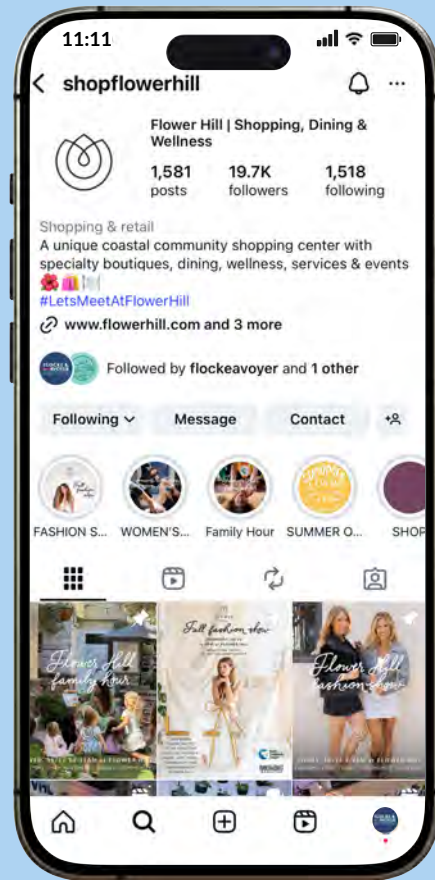 11:11
shopflowerhill
Flower Hill | Shopping, Dining &
Wellness
1,581 19.7K 1,518
posts followers following
Shopping & retail
A unique coastal community shopping center with
specialty boutiques, dining, wellness, services & events
#LetsMeetAtFlowerHill
www.flowerhill.com and 3 more
Followed by flockeavoyer and 1 other
Following Message Contact
FASHION S... WOMEN'S... Family Hour SUMMER O... SHOP
Flower Hill
family hour
Fall fashion show
Flower Hill
fashion show